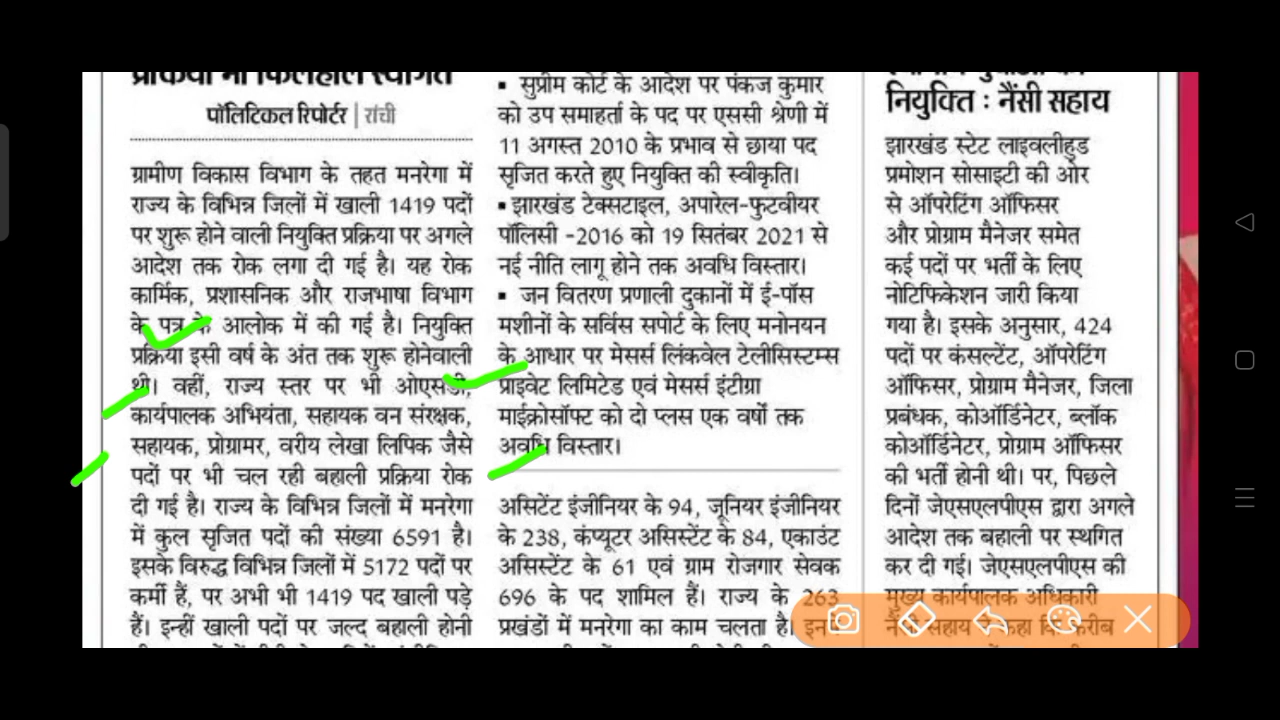 प्रक्रिया भी फिलहाल स्थगित
पॉलिटिकल रिपोर्टर | रांची
ग्रामीण विकास विभाग के तहत मनरेगा में
राज्य के विभिन्न जिलों में खाली 1419 पदों
पर शुरू होने वाली नियुक्ति प्रक्रिया पर अगले
आदेश तक रोक लगा दी गई है। यह रोक
कार्मिक, प्रशासनिक और राजभाषा विभाग
के पत्र के आलोक में की गई है। नियुक्ति
प्रक्रिया इसी वर्ष के अंत तक शुरू होनेवाली
थी। वहीं, राज्य स्तर पर भी ओएसडी,
कार्यपालक अभियंता, सहायक वन संरक्षक,
सहायक, प्रोग्रामर, वरीय लेखा लिपिक जैसे
पदों पर भी चल रही बहाली प्रक्रिया रोक
दी गई है। राज्य के विभिन्न जिलों में मनरेगा
में कुल सृजित पदों की संख्या 6591 है।
इसके विरुद्ध विभिन्न जिलों में 5172 पदों पर
कर्मी हैं, पर अभी भी 1419 पद खाली पड़े
हैं। इन्हीं खाली पदों पर जल्द बहाली होनी
▪ सुप्रीम कोर्ट के आदेश पर पंकज कुमार
को उप समाहर्ता के पद पर एससी श्रेणी में
11 अगस्त 2010 के प्रभाव से छाया पद
सृजित करते हुए नियुक्ति की स्वीकृति।
▪ झारखंड टेक्सटाइल, अपारेल-फुटवीयर
पॉलिसी -2016 को 19 सितंबर 2021 से
नई नीति लागू होने तक अवधि विस्तार।
▪ जन वितरण प्रणाली दुकानों में ई-पॉस
मशीनों के सर्विस सपोर्ट के लिए मनोनयन
के आधार पर मेसर्स लिंकवेल टेलीसिस्टम्स
प्राइवेट लिमिटेड एवं मेसर्स इंटीग्रा
माईक्रोसॉफ्ट को दो प्लस एक वर्षों तक
अवधि विस्तार।
असिटेंट इंजीनियर के 94, जूनियर इंजीनियर
के 238, कंप्यूटर असिस्टेंट के 84, एकाउंट
असिस्टेंट के 61 एवं ग्राम रोजगार सेवक
696 के पद शामिल हैं। राज्य के 263
प्रखंडों में मनरेगा का काम चलता है।
नियुक्ति : नैंसी सहाय
झारखंड स्टेट लाइवलीहुड
प्रमोशन सोसाइटी की ओर
से ऑपरेटिंग ऑफिसर
और प्रोग्राम मैनेजर समेत
कई पदों पर भर्ती के लिए
नोटिफिकेशन जारी किया
गया है। इसके अनुसार, 424
पदों पर कंसल्टेंट, ऑपरेटिंग
ऑफिसर, प्रोग्राम मैनेजर, जिला
प्रबंधक, कोऑर्डिनेटर, ब्लॉक
कोऑर्डिनेटर, प्रोग्राम ऑफिसर
की भर्ती होनी थी। पर, पिछले
दिनों जेएसएलपीएस द्वारा अगले
आदेश तक बहाली पर स्थगित
कर दी गई। जेएसएलपीएस की
मुख्य कार्यपालक अधिकारी
नैंसी सहाय ने कहा कि करीब